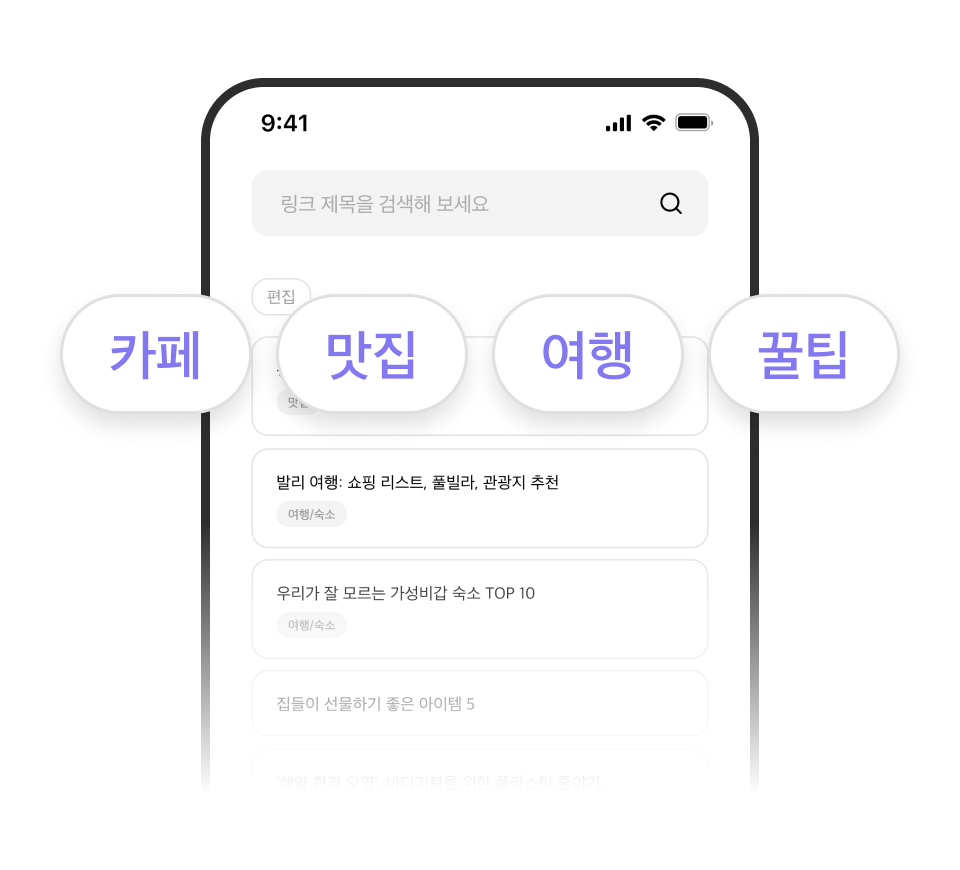 9:41
링크 제목을 검색해 보세요
편집
카페 맛집 여행 꿀팁
발리 여행: 쇼핑 리스트, 풀빌라, 관광지 추천
여행/숙소
우리가 잘 모르는 가성비갑 숙소 TOP 10
여행/숙소
집들이 선물하기 좋은 아이템 5
'해양 환경 오염', 바다거북을 위한 플라스틱 줄이기